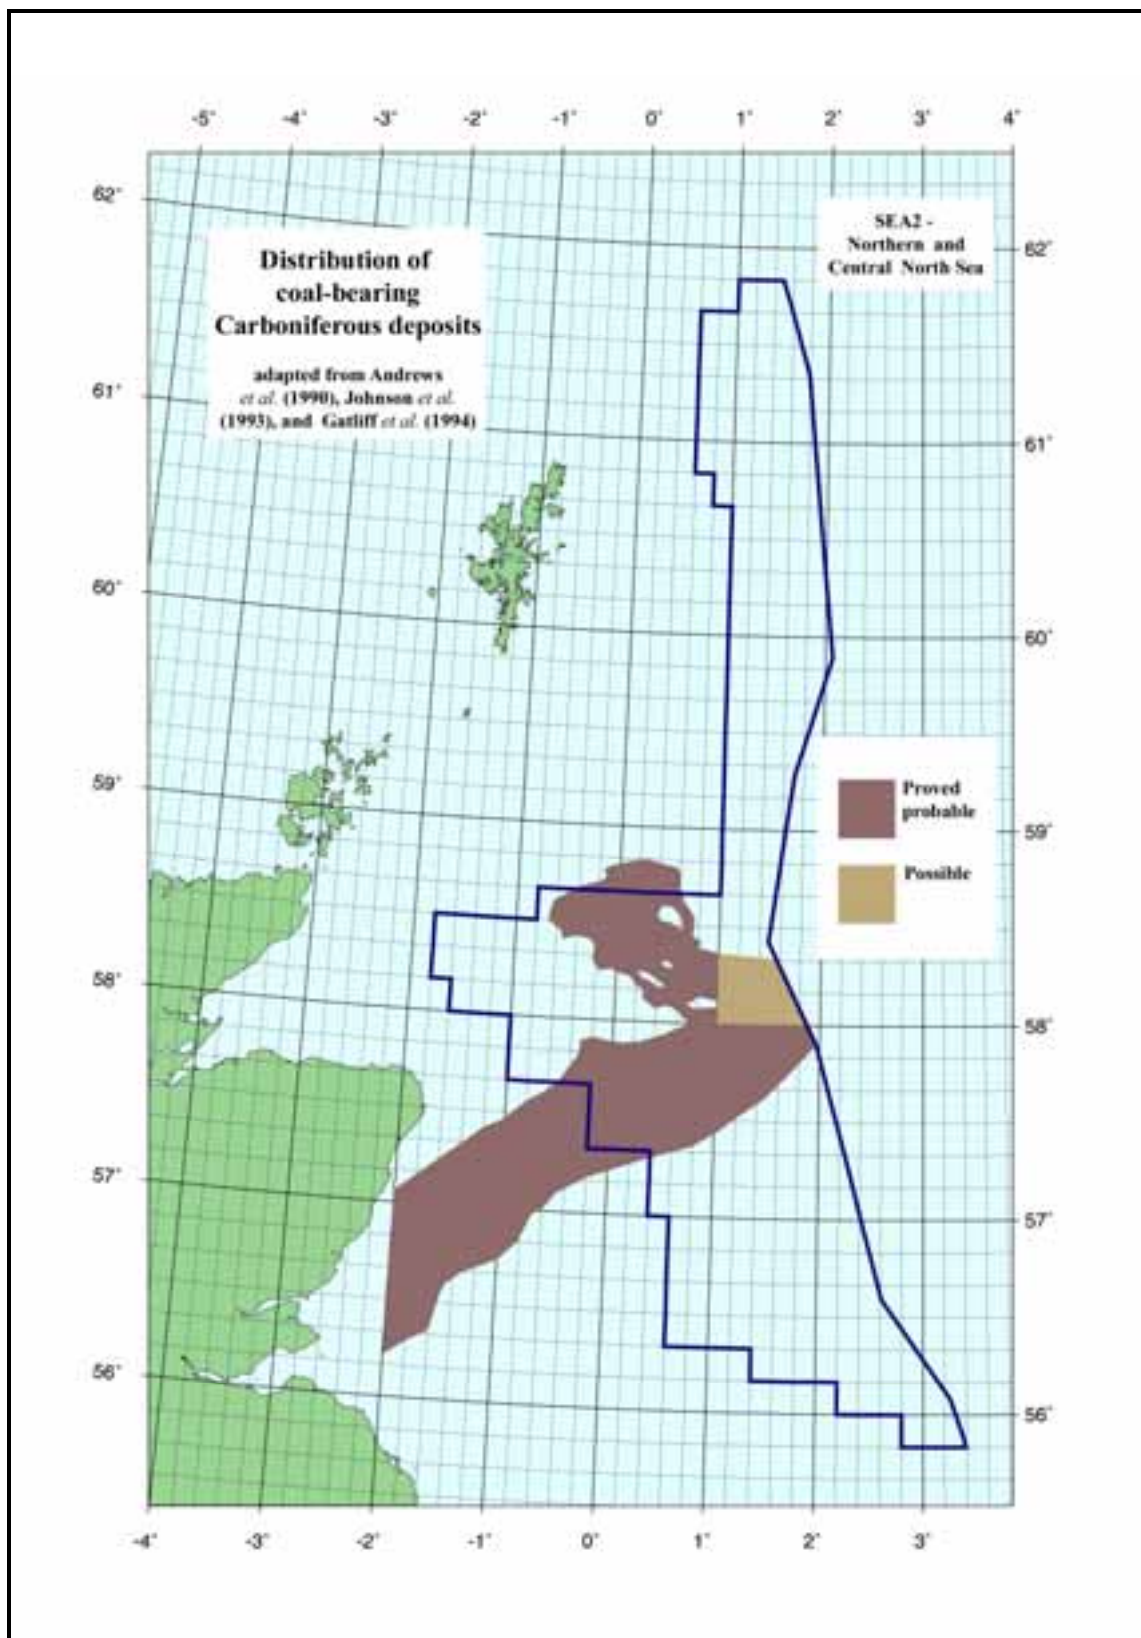 -5°
-4°
-3°
-2°
-1°
0°
1°
2°
3°
4°
62°
61°
60°
59°
58°
57°
56°
Distribution of
coal-bearing
Carboniferous deposits
adapted from Andrews
et al. (1990), Johnson et al.
(1993), and Gatliff et al. (1994)
SEA2 -
Northern and
Central North Sea
62°
61°
60°
59°
58°
57°
56°
Proved
probable
Possible
-4°
-3°
-2°
-1°
0°
1°
2°
3°